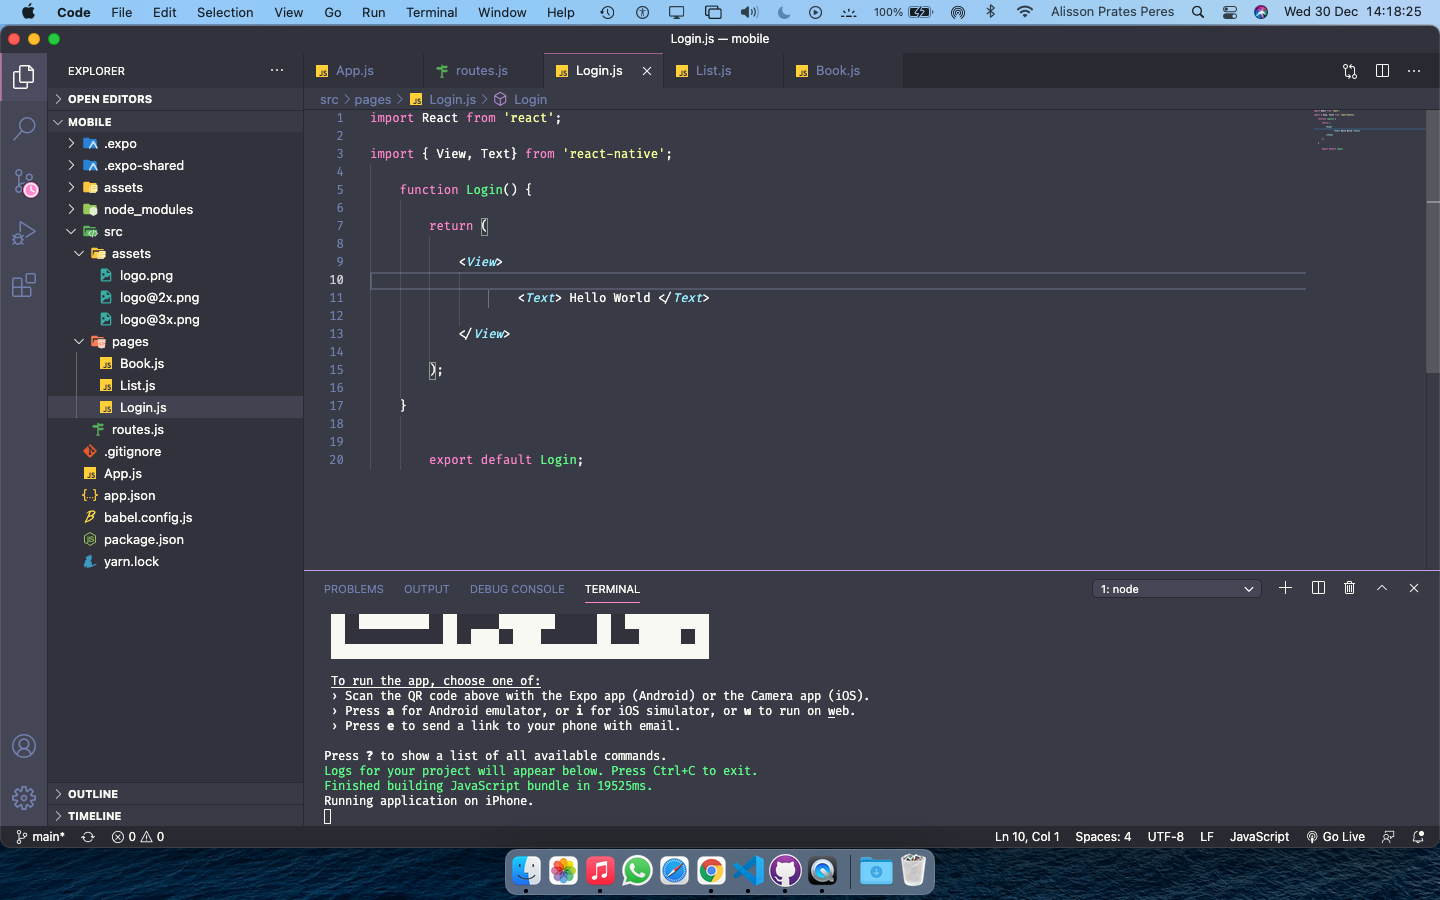 Code File Edit Selection View Go Run Terminal Window Help 100% Alisson Prates Peres Wed 30 Dec 14:18:25
Login.js — mobile
EXPLORER
App.js routes.js Login.js List.js Book.js
OPEN EDITORS
src > pages > Login.js > Login
MOBILE
.expo
.expo-shared
assets
node_modules
src
assets
logo.png
logo@2x.png
logo@3x.png
pages
Book.js
List.js
Login.js
routes.js
.gitignore
App.js
app.json
babel.config.js
package.json
yarn.lock
OUTLINE
TIMELINE
1 import React from 'react';
2
3 import { View, Text} from 'react-native';
4
5 function Login() {
6
7 return (
8
9 <View>
10
11 <Text> Hello World </Text>
12
13 </View>
14
15 );
16
17 }
18
19
20 export default Login;
PROBLEMS OUTPUT DEBUG CONSOLE TERMINAL 1: node
To run the app, choose one of:
› Scan the QR code above with the Expo app (Android) or the Camera app (iOS).
› Press a for Android emulator, or i for iOS simulator, or w to run on web.
› Press e to send a link to your phone with email.
Press ? to show a list of all available commands.
Logs for your project will appear below. Press Ctrl+C to exit.
Finished building JavaScript bundle in 19525ms.
Running application on iPhone.
main* 0 0 Ln 10, Col 1 Spaces: 4 UTF-8 LF JavaScript Go Live